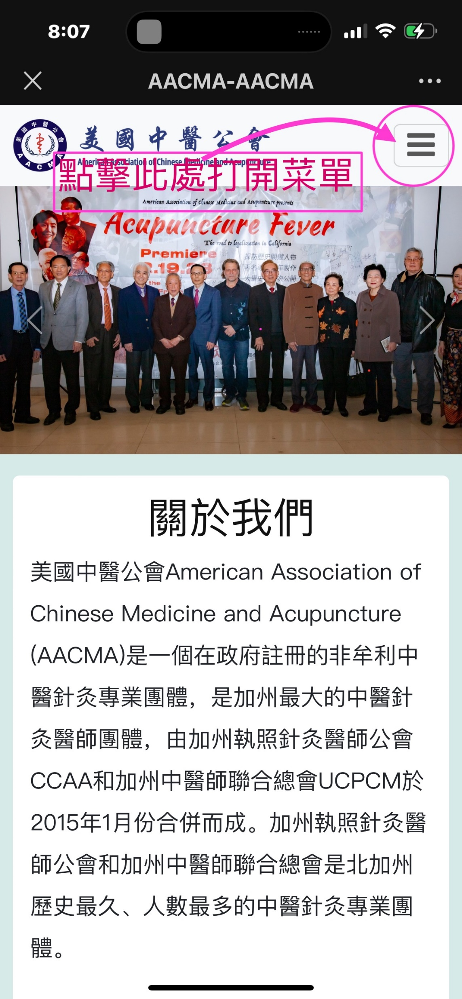 8:07
AACMA-AACMA
美國中醫公會
AACMA
美國中醫公會
American Association of Chinese Medicine and Acupuncture
點擊此處打開菜單
American Association of Chinese Medicine and Acupuncture presents
Acupuncture Fever
The road to legalization in California
Premiere
採訪歷史關鍵人物
著名
年製作
大量史
次公開
the
關於我們
美國中醫公會American Association of
Chinese Medicine and Acupuncture
(AACMA)是一個在政府註冊的非牟利中
醫針灸專業團體，是加州最大的中醫針
灸醫師團體，由加州執照針灸醫師公會
CCAA和加州中醫師聯合總會UCPCM於
2015年1月份合併而成。加州執照針灸醫
師公會和加州中醫師聯合總會是北加州
歷史最久、人數最多的中醫針灸專業團
體。